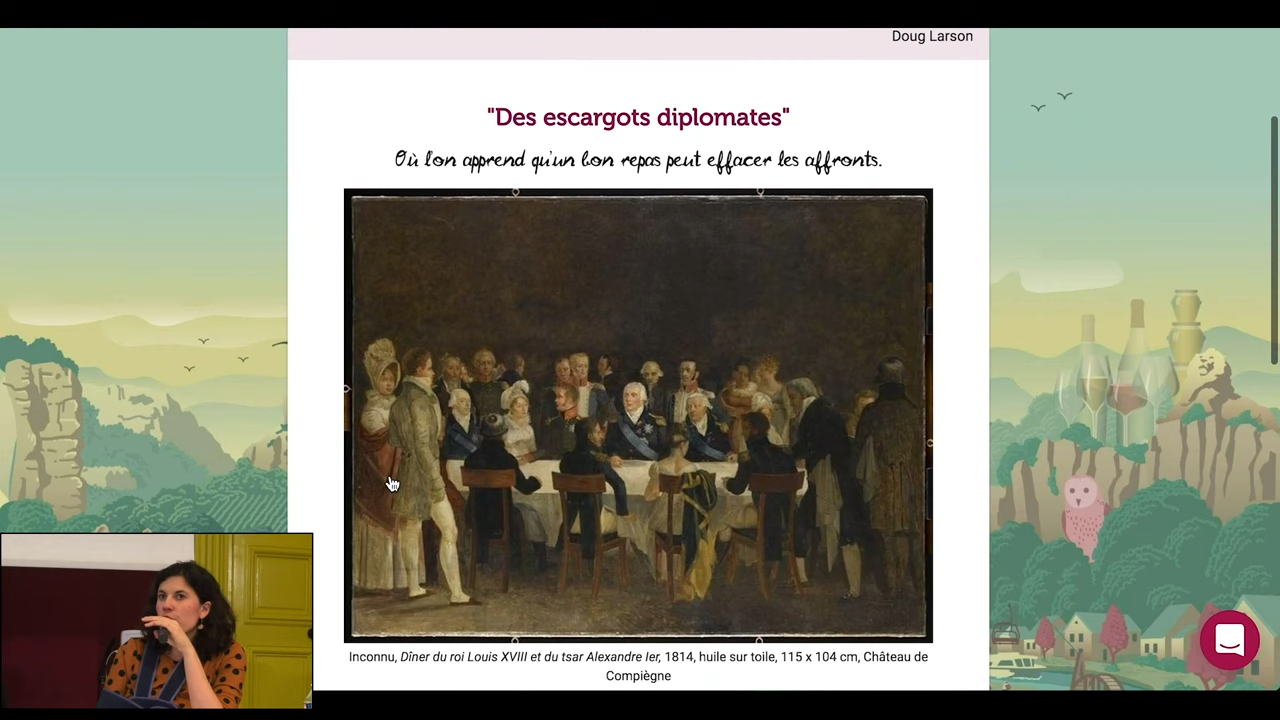 Doug Larson
"Des escargots diplomates"
Où l'on apprend qu'un bon repas peut effacer les affronts.
Inconnu, Dîner du roi Louis XVIII et du tsar Alexandre Ier, 1814, huile sur toile, 115 x 104 cm, Château de
Compiègne